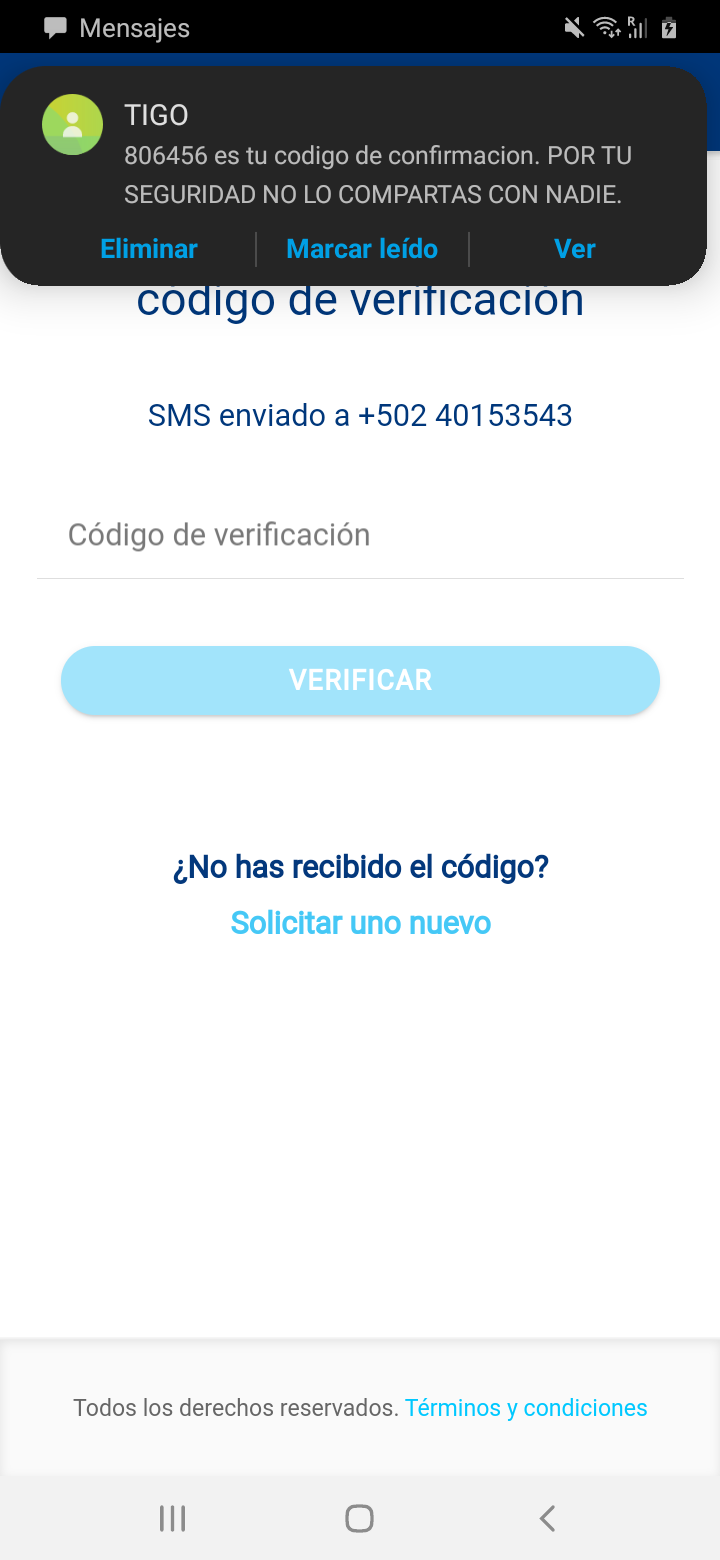 Mensajes
TIGO
806456 es tu codigo de confirmacion. POR TU
SEGURIDAD NO LO COMPARTAS CON NADIE.
Eliminar
Marcar leído
Ver
código de verificación
SMS enviado a +502 40153543
Código de verificación
VERIFICAR
¿No has recibido el código?
Solicitar uno nuevo
Todos los derechos reservados. Términos y condiciones